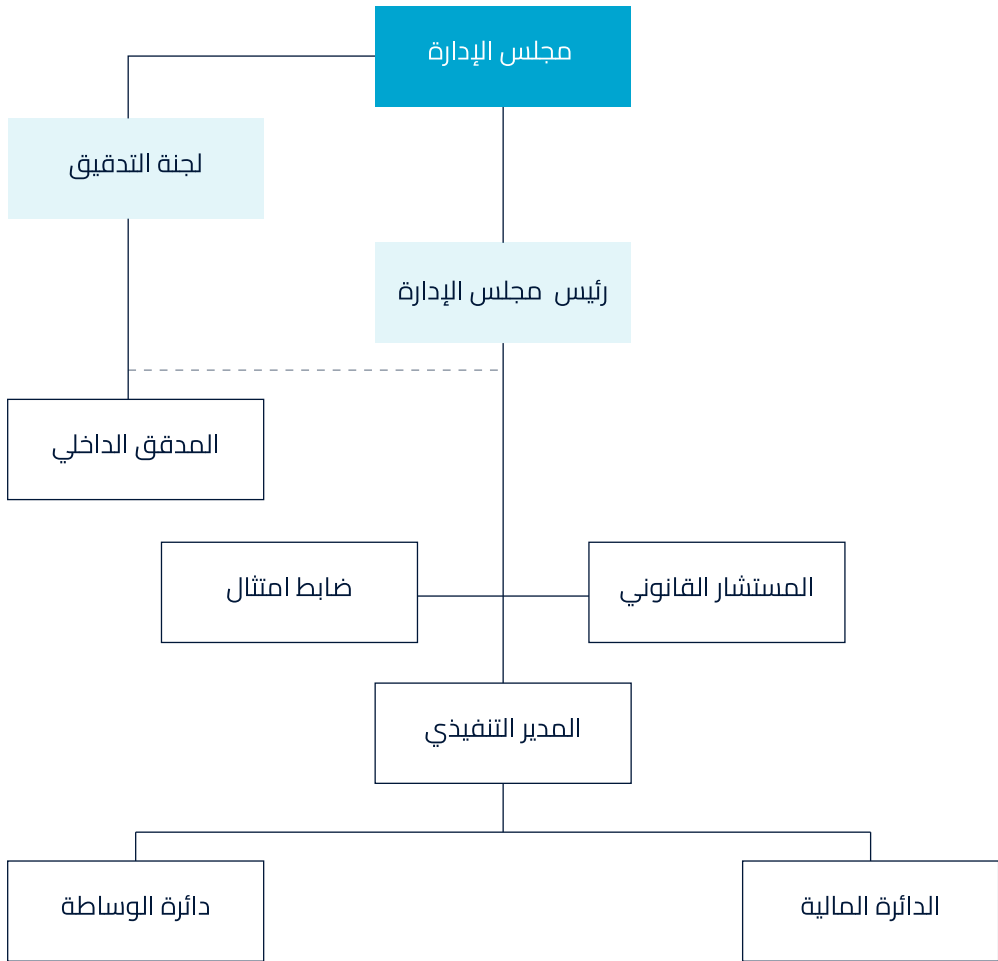 مجلس الإدارة
لجنة التدقيق
رئيس مجلس الإدارة
المدقق الداخلي
المستشار القانوني
ضابط امتثال
المدير التنفيذي
الدائرة المالية
دائرة الوساطة